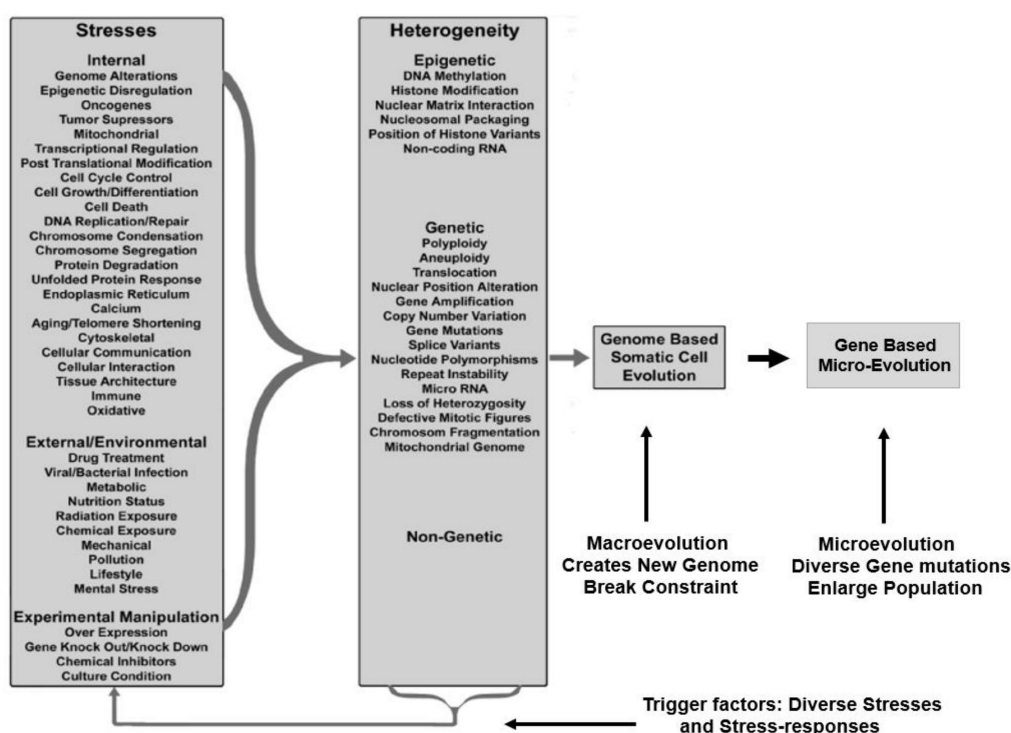 Stresses
Internal
Genome Alterations
Epigenetic Disregulation
Oncogenes
Tumor Supressors
Mitochondrial
Transcriptional Regulation
Post Translational Modification
Cell Cycle Control
Cell Growth/Differentiation
Cell Death
DNA Replication/Repair
Chromosome Condensation
Chromosome Segregation
Protein Degradation
Unfolded Protein Response
Endoplasmic Reticulum
Calcium
Aging/Telomere Shortening
Cytoskeletal
Cellular Communication
Cellular Interaction
Tissue Architecture
Immune
Oxidative
External/Environmental
Drug Treatment
Viral/Bacterial Infection
Metabolic
Nutrition Status
Radiation Exposure
Chemical Exposure
Mechanical
Pollution
Lifestyle
Mental Stress
Experimental Manipulation
Over Expression
Gene Knock Out/Knock Down
Chemical Inhibitors
Culture Condition
Heterogeneity
Epigenetic
DNA Methylation
Histone Modification
Nuclear Matrix Interaction
Nucleosomal Packaging
Position of Histone Variants
Non-coding RNA
Genetic
Polyploidy
Aneuploidy
Translocation
Nuclear Position Alteration
Gene Amplification
Copy Number Variation
Gene Mutations
Splice Variants
Nucleotide Polymorphisms
Repeat Instability
Micro RNA
Loss of Heterozygosity
Defective Mitotic Figures
Chromosom Fragmentation
Mitochondrial Genome
Non-Genetic
Genome Based
Somatic Cell
Evolution
Gene Based
Micro-Evolution
Macroevolution
Creates New Genome
Break Constraint
Microevolution
Diverse Gene mutations
Enlarge Population
Trigger factors: Diverse Stresses
and Stress-responses